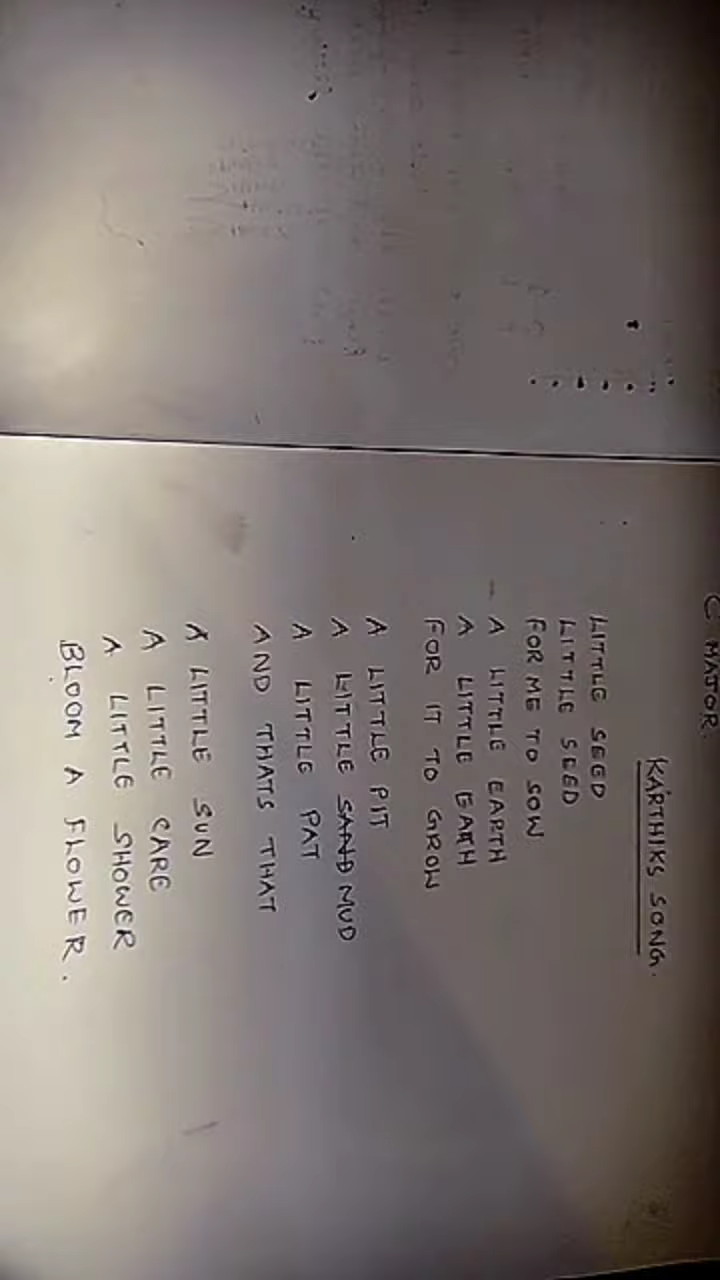 C MAJOR.
KARTHIKS SONG.
LITTLE SEED
LITTLE SEED
FOR ME TO SOW
A LITTLE EARTH
A LITTLE EARH
FOR IT TO GROW
A LITTLE PIT
A LITTLE SAND MUD
A LITTLE PAT
AND THATS THAT
A LITTLE SUN
A LITTLE CARE
A LITTLE SHOWER
BLOOM A FLOWER.